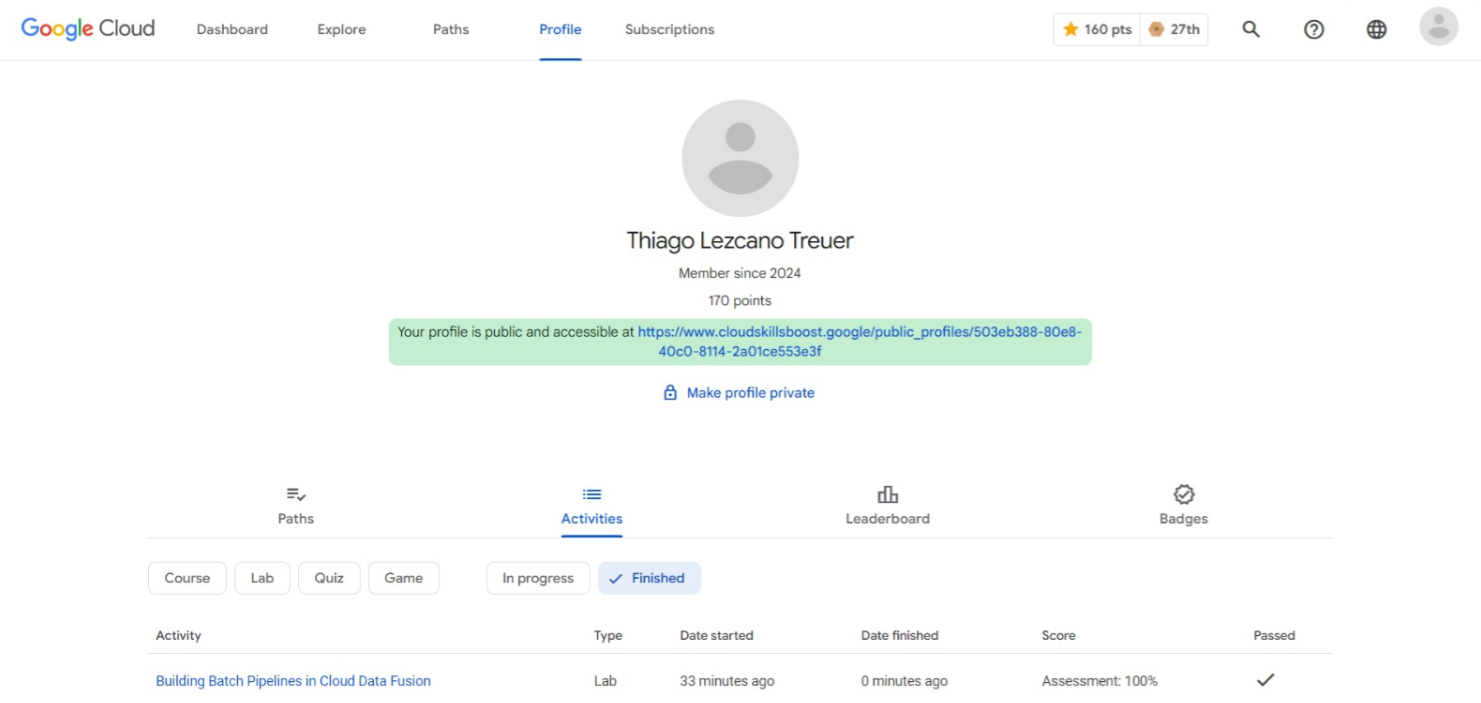 Google Cloud Dashboard Explore Paths Profile Subscriptions 160 pts 27th
Thiago Lezcano Treuer
Member since 2024
170 points
Your profile is public and accessible at https://www.cloudskillsboost.google/public_profiles/503eb388-80e8-
40c0-8114-2a01ce553e3f
Make profile private
Paths Activities Leaderboard Badges
Course Lab Quiz Game In progress Finished
Activity Type Date started Date finished Score Passed
Building Batch Pipelines in Cloud Data Fusion Lab 33 minutes ago 0 minutes ago Assessment: 100%